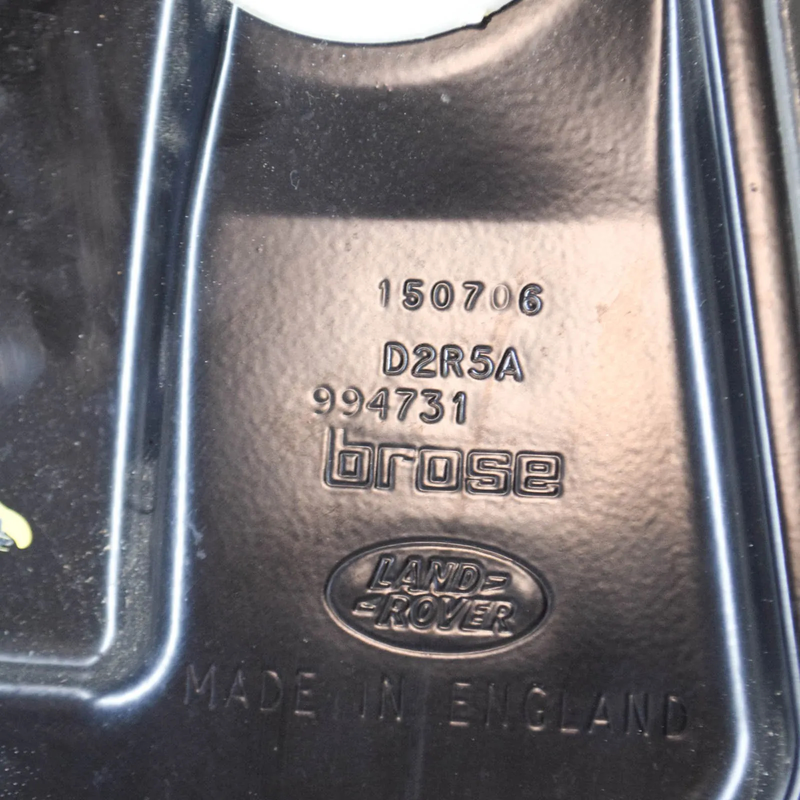 150706
D2R5A
994731
brose
LAND-
-ROVER
MADE IN ENGLAND